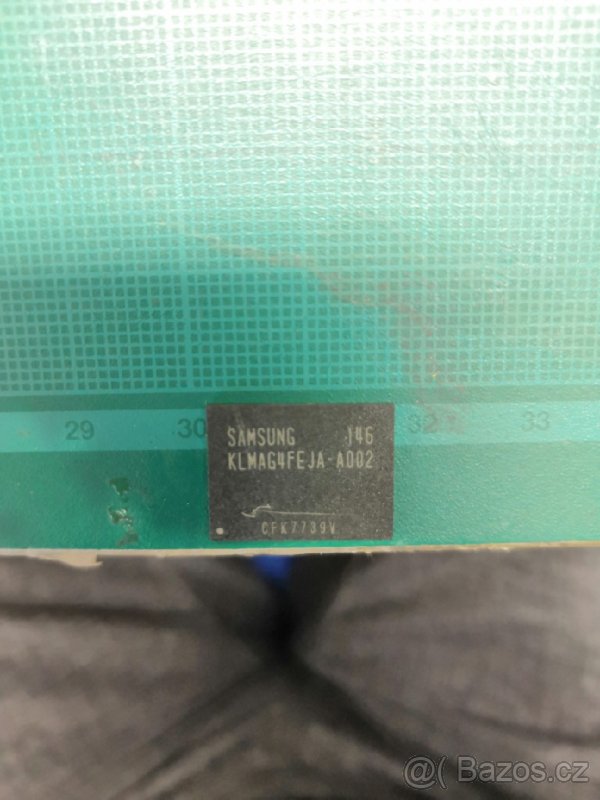 29 30 32 33
SAMSUNG 146
KLMAG4FEJA-A002
CFK7739V
Bazos.cz